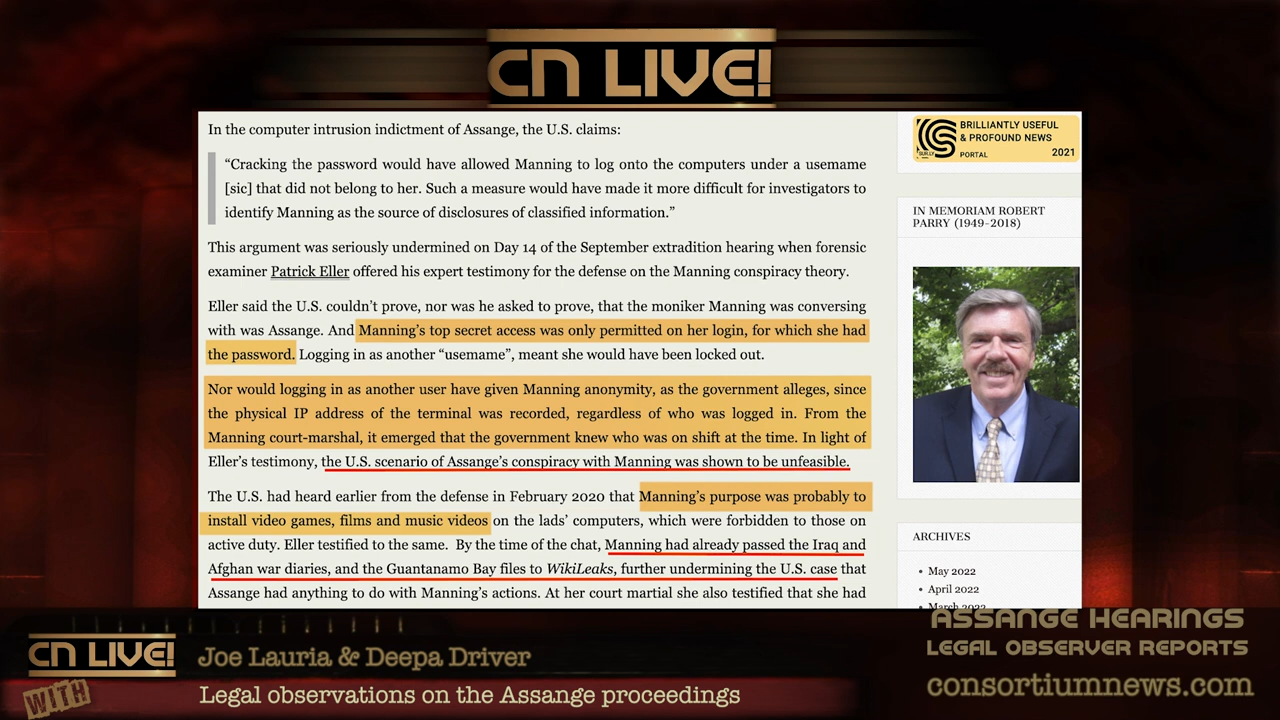 CN LIVE!
In the computer intrusion indictment of Assange, the U.S. claims:
“Cracking the password would have allowed Manning to log onto the computers under a usemame
[sic] that did not belong to her. Such a measure would have made it more difficult for investigators to
identify Manning as the source of disclosures of classified information.”
This argument was seriously undermined on Day 14 of the September extradition hearing when forensic
examiner Patrick Eller offered his expert testimony for the defense on the Manning conspiracy theory.
Eller said the U.S. couldn’t prove, nor was he asked to prove, that the moniker Manning was conversing
with was Assange. And Manning’s top secret access was only permitted on her login, for which she had
the password. Logging in as another “usemame”, meant she would have been locked out.
Nor would logging in as another user have given Manning anonymity, as the government alleges, since
the physical IP address of the terminal was recorded, regardless of who was logged in. From the
Manning court-marshal, it emerged that the government knew who was on shift at the time. In light of
Eller’s testimony, the U.S. scenario of Assange’s conspiracy with Manning was shown to be unfeasible.
The U.S. had heard earlier from the defense in February 2020 that Manning’s purpose was probably to
install video games, films and music videos on the lads’ computers, which were forbidden to those on
active duty. Eller testified to the same. By the time of the chat, Manning had already passed the Iraq and
Afghan war diaries, and the Guantanamo Bay files to WikiLeaks, further undermining the U.S. case that
Assange had anything to do with Manning’s actions. At her court martial she also testified that she had
BRILLIANTLY USEFUL
& PROFOUND NEWS
PORTAL 2021
IN MEMORIAM ROBERT
PARRY (1949-2018)
ARCHIVES
• May 2022
• April 2022
• March 2022
CN LIVE!
WITH
Joe Lauria & Deepa Driver
Legal observations on the Assange proceedings
ASSANGE HEARINGS
LEGAL OBSERVER REPORTS
consortiumnews.com